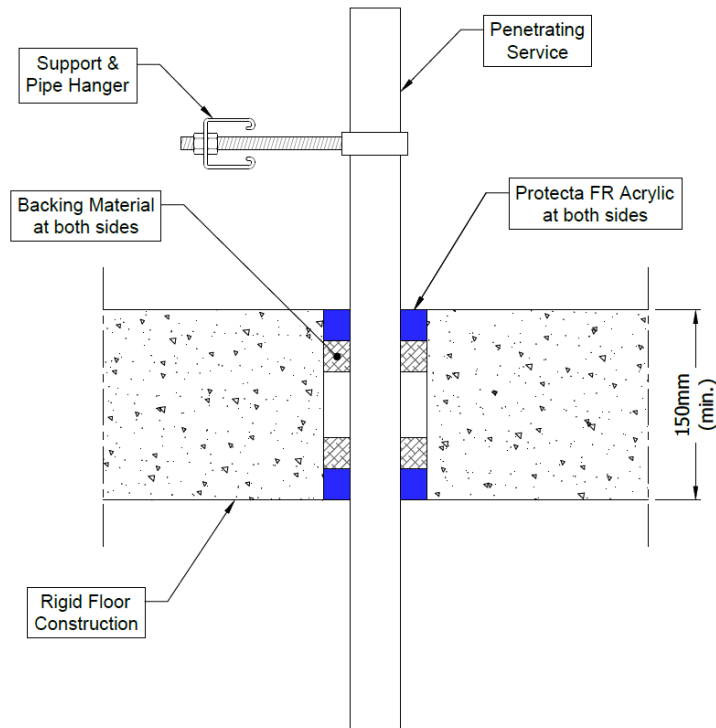 Penetrating
Service
Support &
Pipe Hanger
Backing Material
at both sides
Protecta FR Acrylic
at both sides
150mm
(min.)
Rigid Floor
Construction